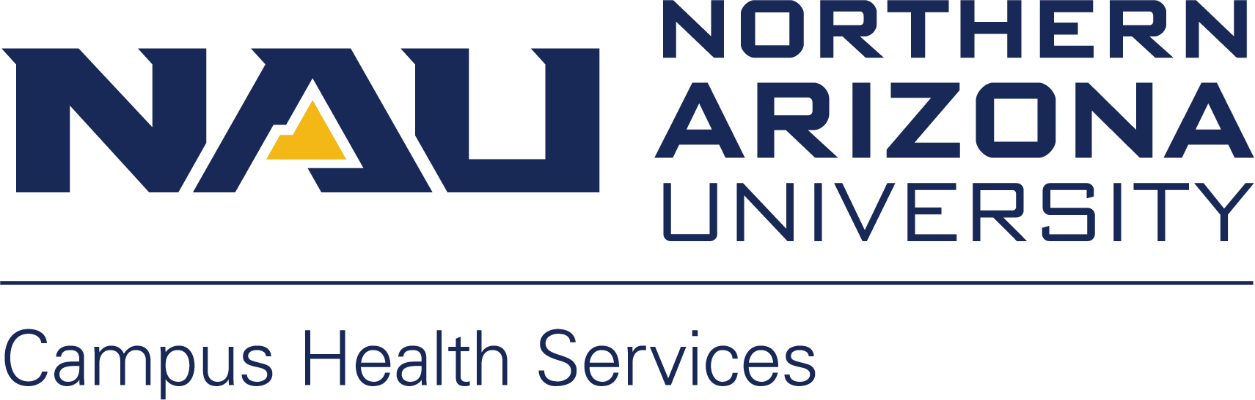 NAU
NORTHERN
ARIZONA
UNIVERSITY
Campus Health Services